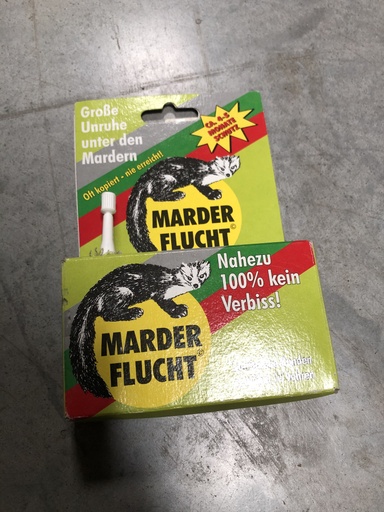 Große
Unruhe
unter den
Mardern
CA. 4-5
MONATE
SCHUTZ
Oft kopiert - nie erreicht!
MARDER
FLUCHT©
Nahezu
100% kein
Verbiss!
MARDER
FLUCHT©